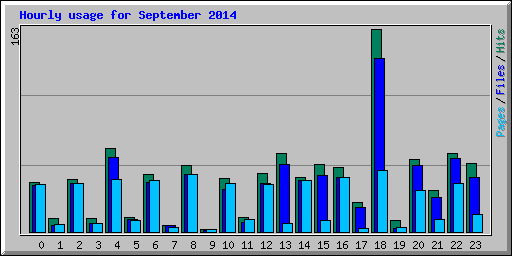 Hourly usage for September 2014
163
Pages / Files / Hits
0 1 2 3 4 5 6 7 8 9 10 11 12 13 14 15 16 17 18 19 20 21 22 23